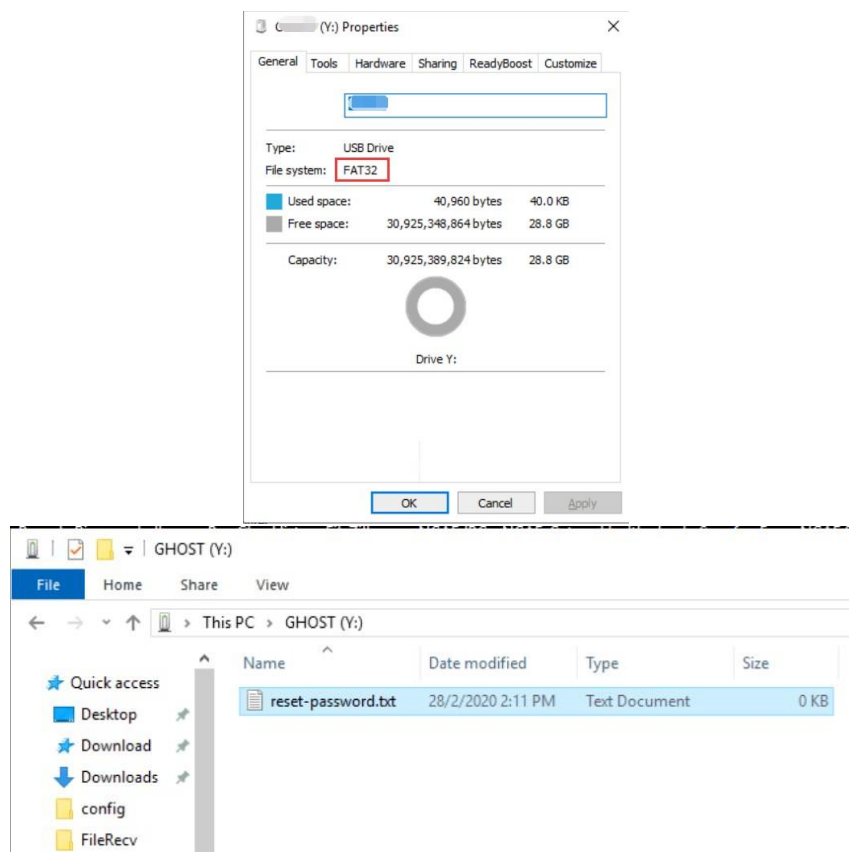 (Y:) Properties
General Tools Hardware Sharing ReadyBoost Customize
Type: USB Drive
File system: FAT32
Used space: 40,960 bytes 40.0 KB
Free space: 30,925,348,864 bytes 28.8 GB
Capacity: 30,925,389,824 bytes 28.8 GB
Drive Y:
OK Cancel Apply
GHOST (Y:)
File Home Share View
This PC > GHOST (Y:)
Name Date modified Type Size
Quick access
reset-password.txt 28/2/2020 2:11 PM Text Document 0 KB
Desktop
Download
Downloads
config
FileRecv